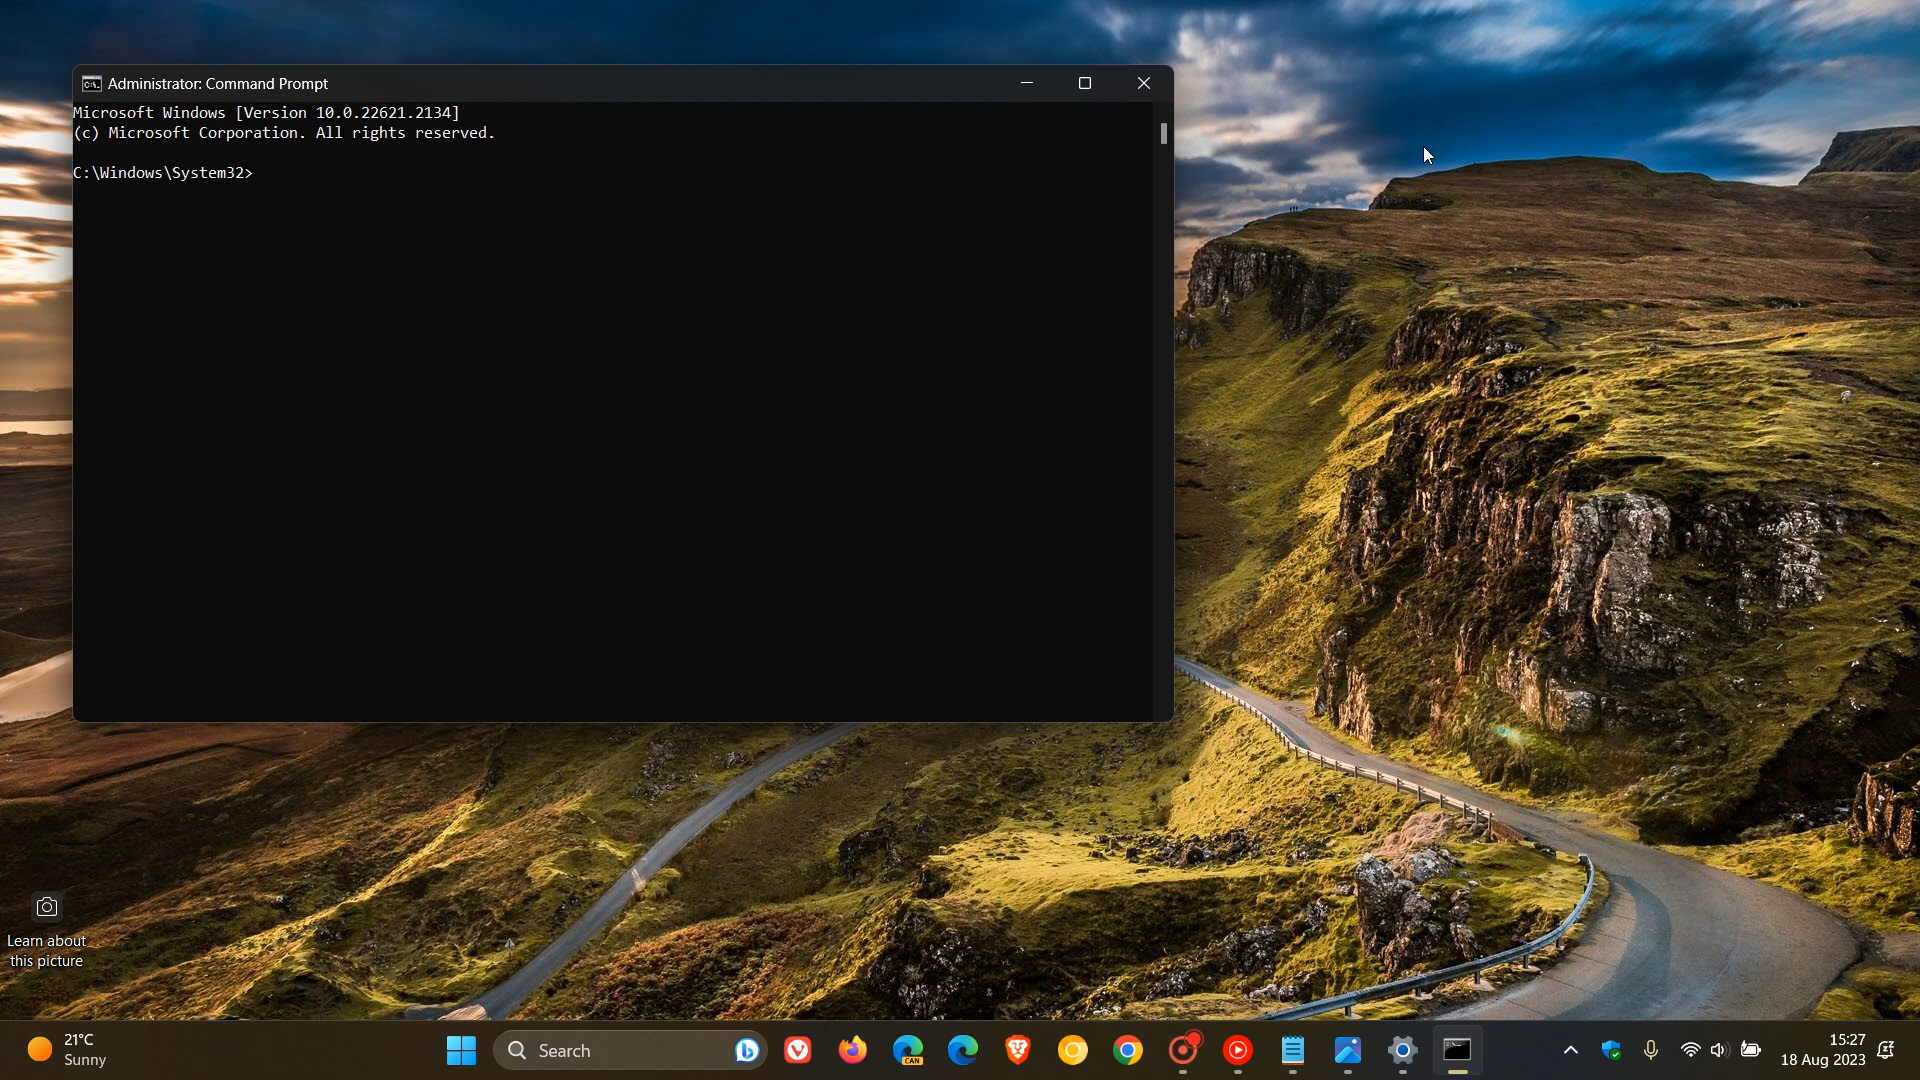 Administrator: Command Prompt
Microsoft Windows [Version 10.0.22621.2134]
(c) Microsoft Corporation. All rights reserved.
C:\Windows\System32>
Learn about
this picture
21°C
Sunny
Search
CAN
15:27
18 Aug 2023